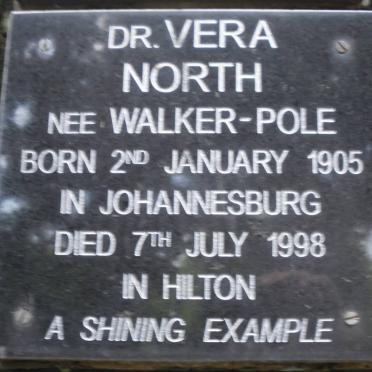 DR. VERA
NORTH
NEE WALKER-POLE
BORN 2ND JANUARY 1905
IN JOHANNESBURG
DIED 7TH JULY 1998
IN HILTON
A SHINING EXAMPLE